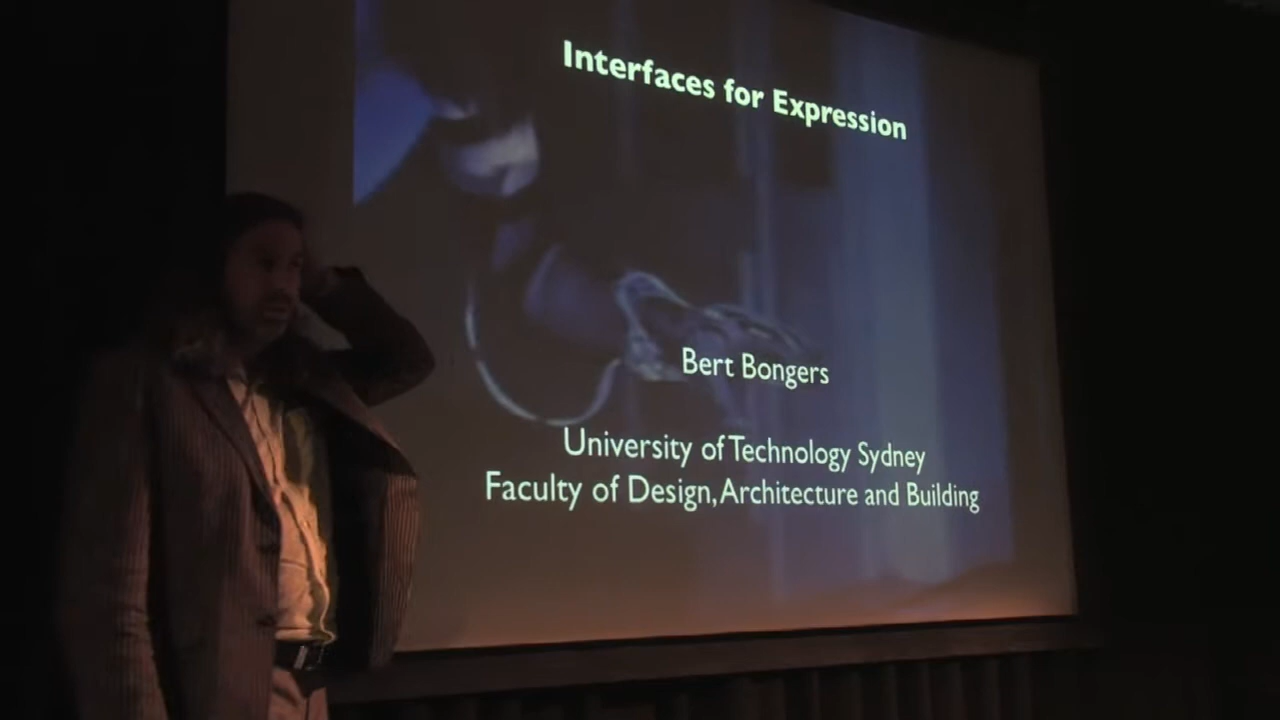 Interfaces for Expression
Bert Bongers
University of Technology Sydney
Faculty of Design, Architecture and Building